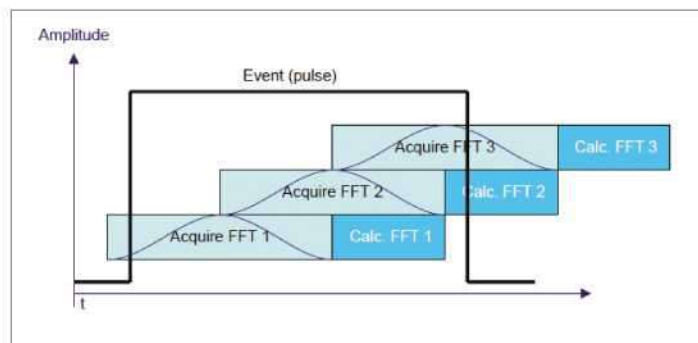 Amplitude
Event (pulse)
Acquire FFT 3
Calc. FFT 3
Acquire FFT 2
Calc. FFT 2
Acquire FFT 1
Calc. FFT 1
t